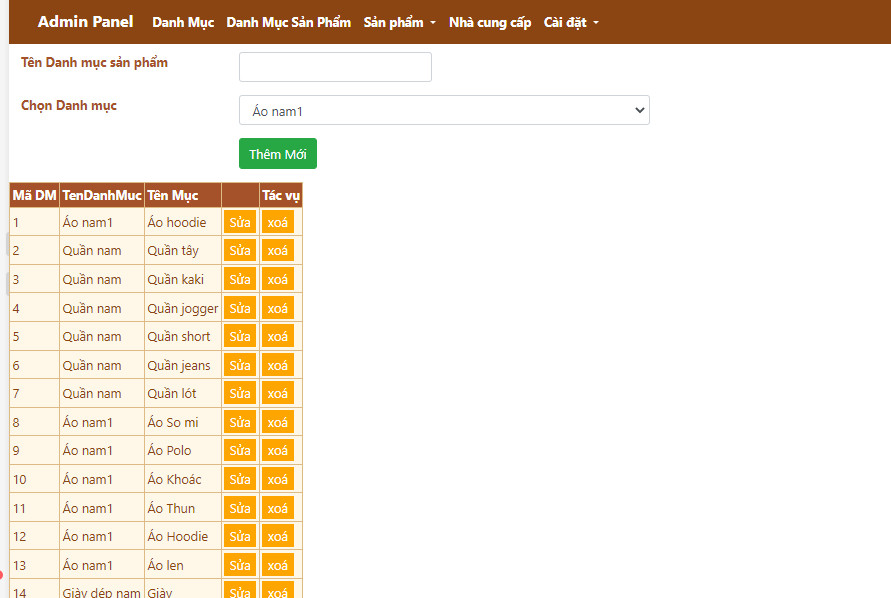 Admin Panel Danh Mục Danh Mục Sản Phẩm Sản phẩm Nhà cung cấp Cài đặt
Tên Danh mục sản phẩm
Chọn Danh mục Áo nam1
Thêm Mới
Mã DM TenDanhMuc Tên Mục Tác vụ
1 Áo nam1 Áo hoodie Sửa xoá
2 Quần nam Quần tây Sửa xoá
3 Quần nam Quần kaki Sửa xoá
4 Quần nam Quần jogger Sửa xoá
5 Quần nam Quần short Sửa xoá
6 Quần nam Quần jeans Sửa xoá
7 Quần nam Quần lót Sửa xoá
8 Áo nam1 Áo So mi Sửa xoá
9 Áo nam1 Áo Polo Sửa xoá
10 Áo nam1 Áo Khoác Sửa xoá
11 Áo nam1 Áo Thun Sửa xoá
12 Áo nam1 Áo Hoodie Sửa xoá
13 Áo nam1 Áo len Sửa xoá
14 Giày dép nam Giày Sửa xoá